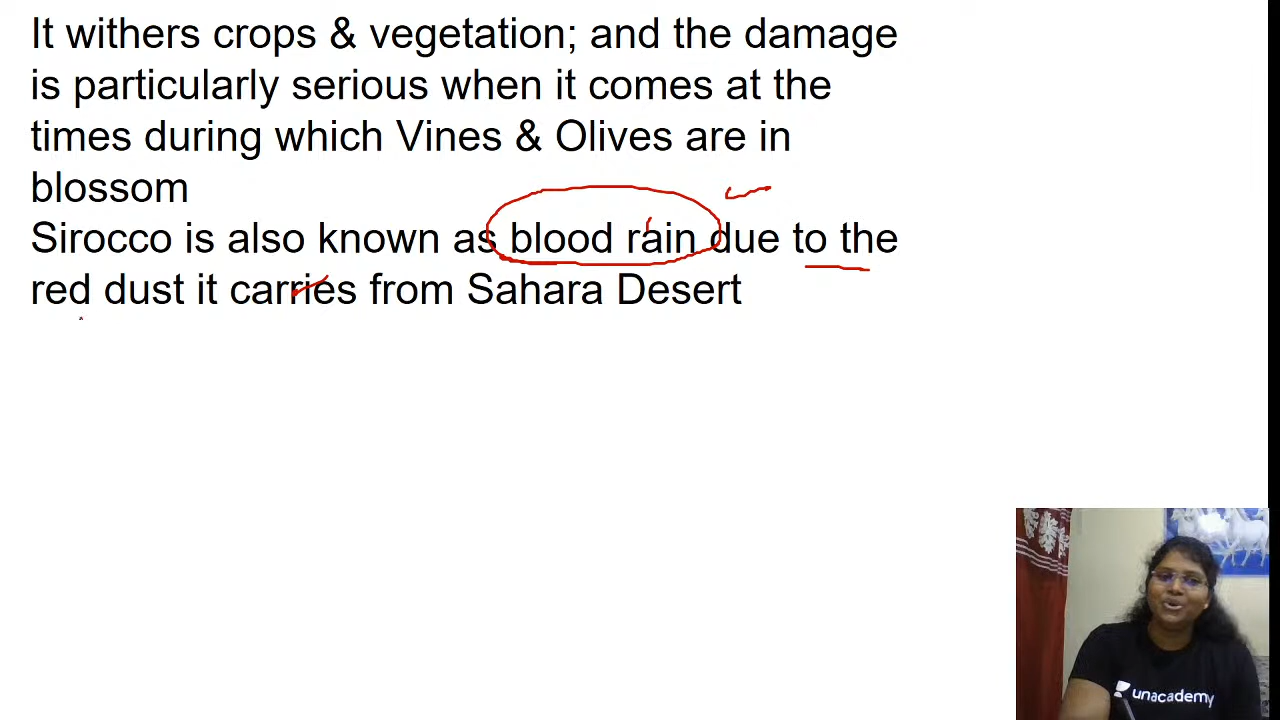 It withers crops & vegetation; and the damage
is particularly serious when it comes at the
times during which Vines & Olives are in
blossom
Sirocco is also known as blood rain due to the
red dust it carries from Sahara Desert
unacademy